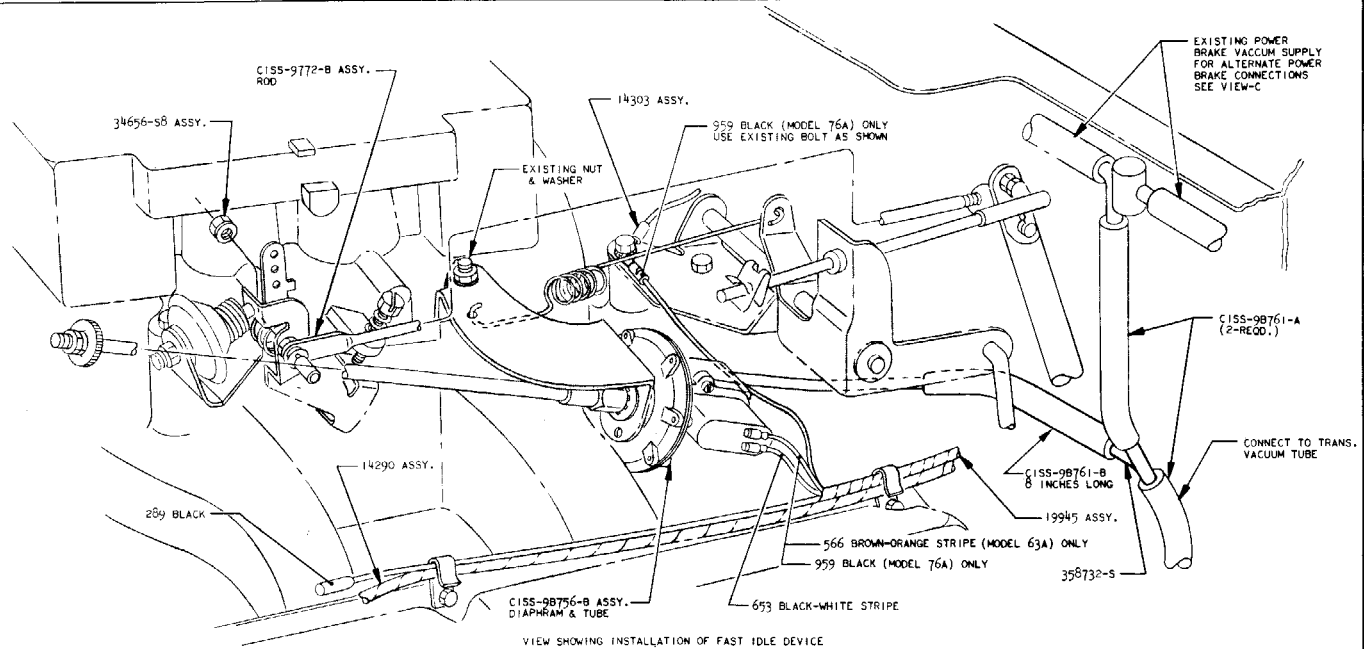 EXISTING POWER
BRAKE VACCUM SUPPLY
FOR ALTERNATE POWER
BRAKE CONNECTIONS
SEE VIEW-C
C1SS-9772-B ASSY.
ROD
14303 ASSY.
34656-S8 ASSY.
959 BLACK (MODEL 76A) ONLY
USE EXISTING BOLT AS SHOWN
EXISTING NUT
& WASHER
C1SS-9B761-A
(2-REQD.)
CONNECT TO TRANS.
VACUUM TUBE
C1SS-9B761-B
8 INCHES LONG
14290 ASSY.
289 BLACK
19945 ASSY.
566 BROWN-ORANGE STRIPE (MODEL 63A) ONLY
959 BLACK (MODEL 76A) ONLY
358732-S
C1SS-9B756-B ASSY.
DIAPHRAM & TUBE
653 BLACK-WHITE STRIPE
VIEW SHOWING INSTALLATION OF FAST IDLE DEVICE